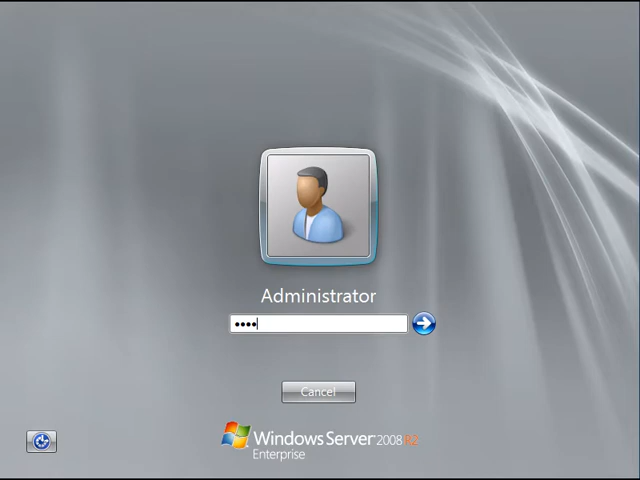 Administrator
••••
Cancel
Windows Server 2008 R2
Enterprise